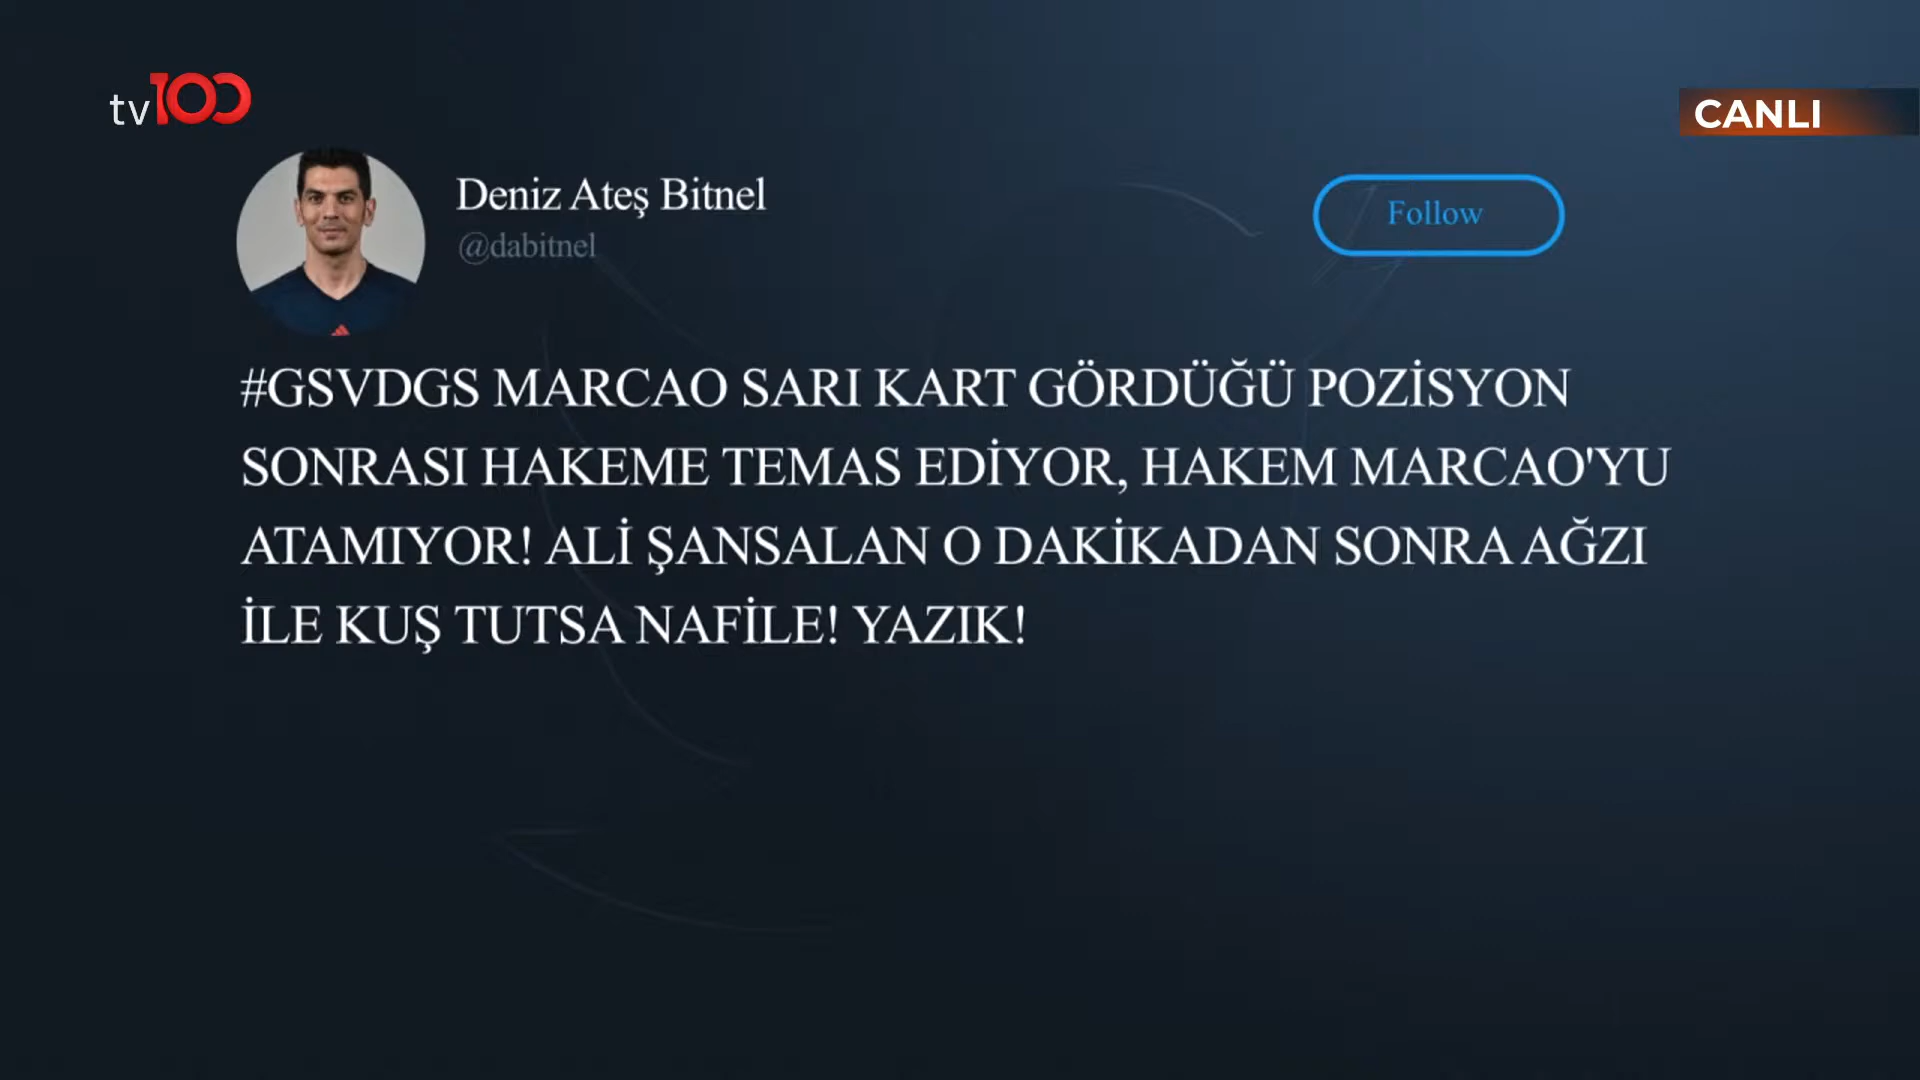 tv100
CANLI
Deniz Ateş Bitnel
@dabitnel
Follow
#GSVDGS MARCAO SARI KART GÖRDÜĞÜ POZİSYON
SONRASI HAKEME TEMAS EDİYOR, HAKEM MARCAO'YU
ATAMIYOR! ALİ ŞANSALAN O DAKİKADAN SONRA AĞZI
İLE KUŞ TUTSA NAFİLE! YAZIK!